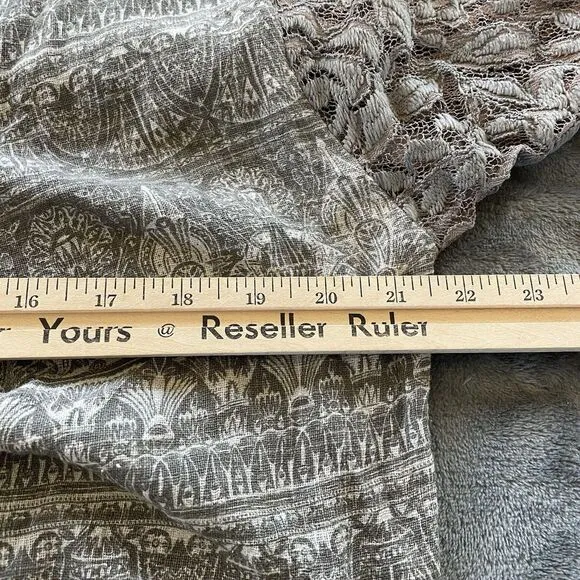 16 17 18 19 20 21 22 23
Yours @ Reseller Ruler